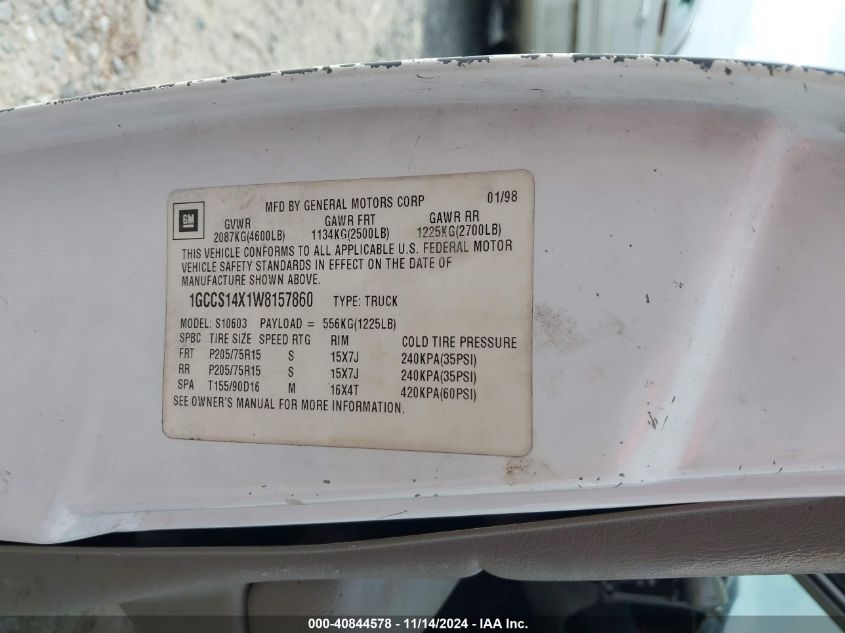 MFD BY GENERAL MOTORS CORP 01/98
GM
GVWR GAWR FRT GAWR RR
2087KG(4600LB) 1134KG(2500LB) 1225KG(2700LB)
THIS VEHICLE CONFORMS TO ALL APPLICABLE U.S. FEDERAL MOTOR
VEHICLE SAFETY STANDARDS IN EFFECT ON THE DATE OF
MANUFACTURE SHOWN ABOVE.
1GCCS14X1W8157860 TYPE: TRUCK
MODEL: S10603 PAYLOAD = 556KG(1225LB)
SPBC TIRE SIZE SPEED RTG RIM COLD TIRE PRESSURE
FRT P205/75R15 S 15X7J 240KPA(35PSI)
RR P205/75R15 S 15X7J 240KPA(35PSI)
SPA T155/90D16 M 16X4T 420KPA(60PSI)
SEE OWNER'S MANUAL FOR MORE INFORMATION.
000-40844578 - 11/14/2024 - IAA Inc.